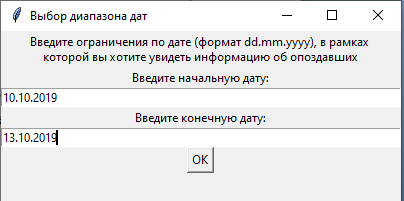 Выбор диапазона дат
Введите ограничения по дате (формат dd.mm.yyyy), в рамках
которой вы хотите увидеть информацию об опоздавших
Введите начальную дату:
10.10.2019
Введите конечную дату:
13.10.2019
OK